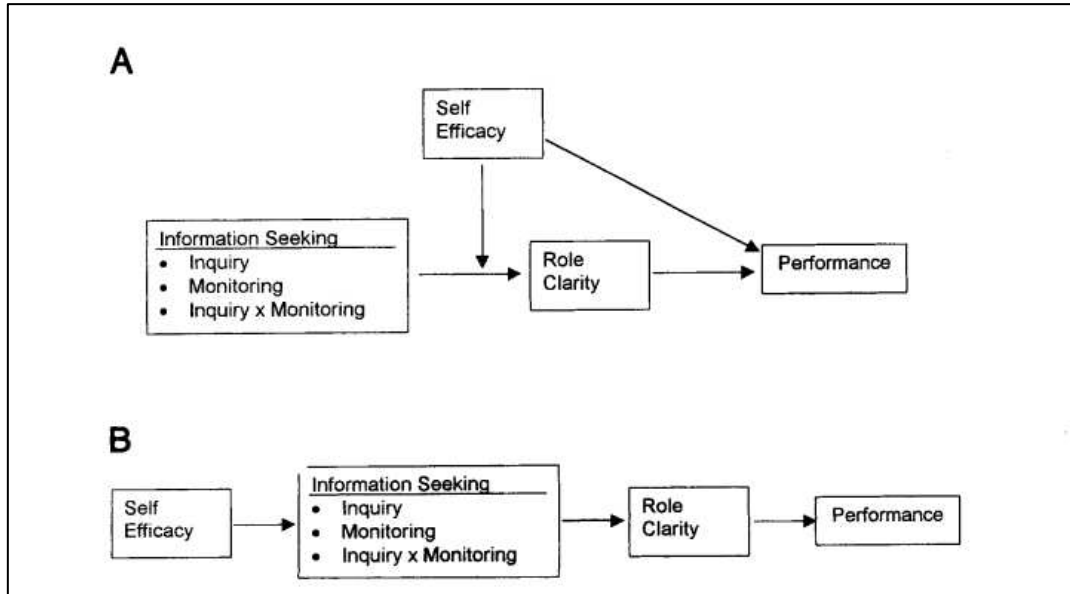 A
Self
Efficacy
Information Seeking
• Inquiry
• Monitoring
• Inquiry x Monitoring
Role
Clarity
Performance
B
Self
Efficacy
Information Seeking
• Inquiry
• Monitoring
• Inquiry x Monitoring
Role
Clarity
Performance